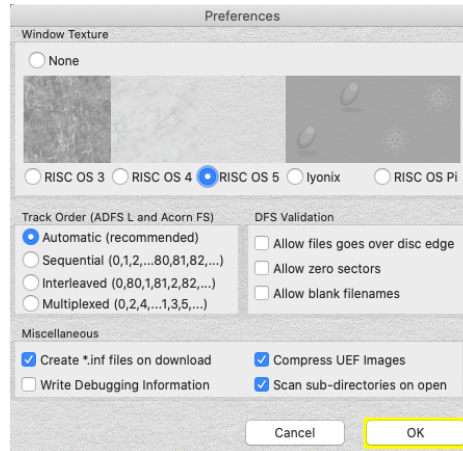 Preferences
Window Texture
None
RISC OS 3 RISC OS 4 RISC OS 5 Iyonix RISC OS Pi
Track Order (ADFS L and Acorn FS)
Automatic (recommended)
Sequential (0,1,2,...80,81,82,...)
Interleaved (0,80,1,81,2,82,...)
Multiplexed (0,2,4,...1,3,5,...)
DFS Validation
Allow files goes over disc edge
Allow zero sectors
Allow blank filenames
Miscellaneous
Create *.inf files on download
Compress UEF Images
Write Debugging Information
Scan sub-directories on open
Cancel OK